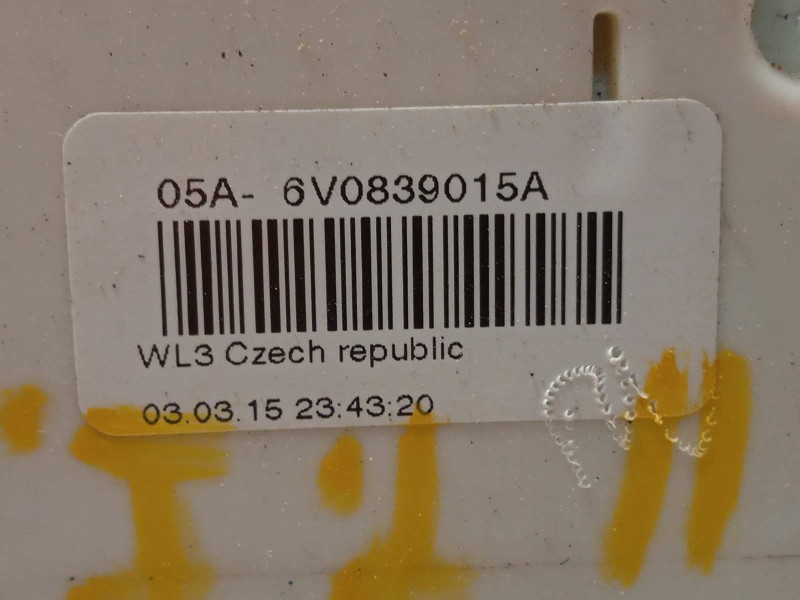 05A- 6V0839015A
WL3 Czech republic
03.03.15 23:43:20